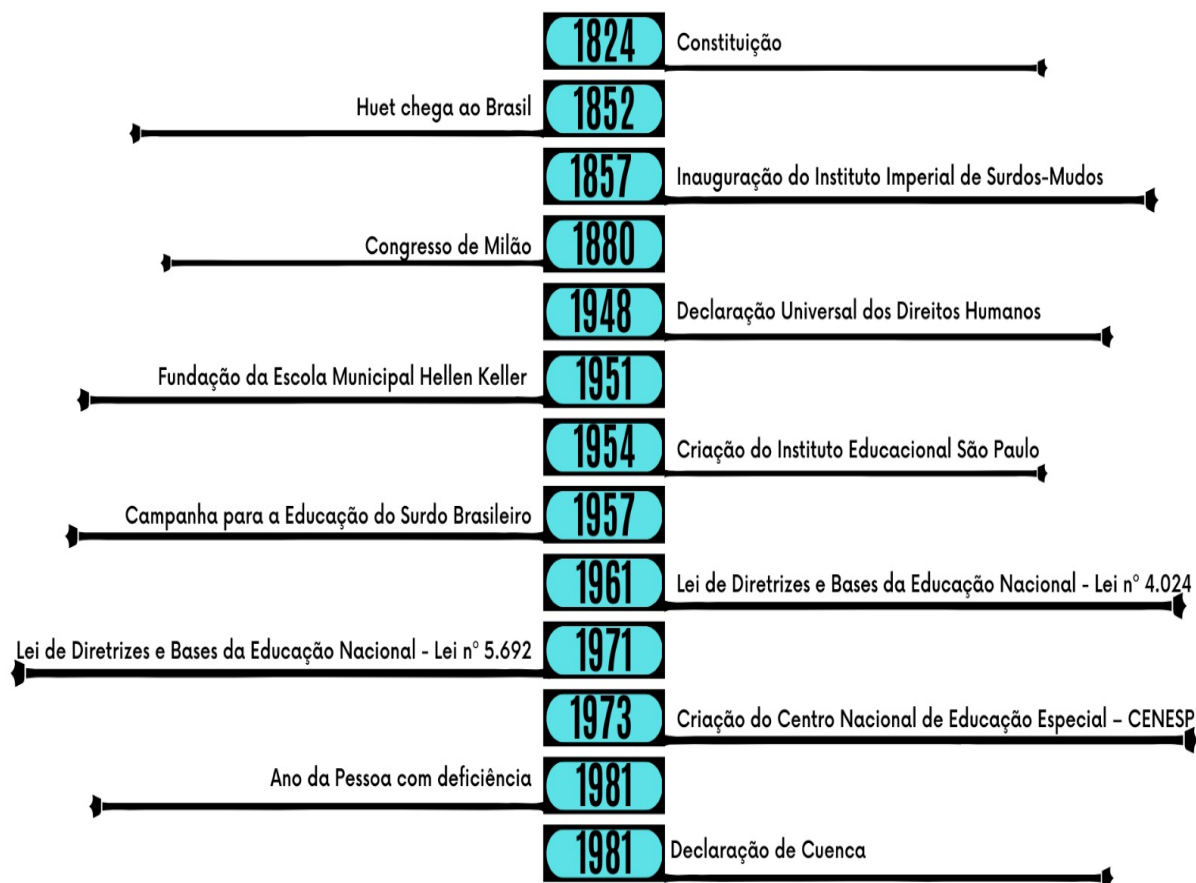 1824
Constituição
Huet chega ao Brasil
1852
1857
Inauguração do Instituto Imperial de Surdos-Mudos
Congresso de Milão
1880
1948
Declaração Universal dos Direitos Humanos
Fundação da Escola Municipal Hellen Keller
1951
1954
Criação do Instituto Educacional São Paulo
Campanha para a Educação do Surdo Brasileiro
1957
1961
Lei de Diretrizes e Bases da Educação Nacional - Lei n° 4.024
Lei de Diretrizes e Bases da Educação Nacional - Lei n° 5.692
1971
1973
Criação do Centro Nacional de Educação Especial – CENESP
Ano da Pessoa com deficiência
1981
1981
Declaração de Cuenca